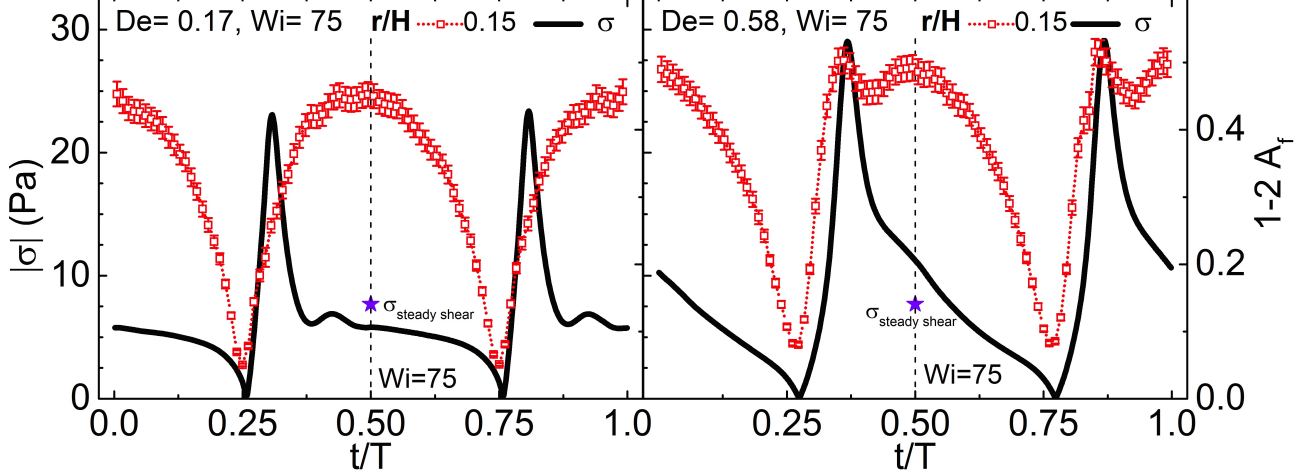 De= 0.17, Wi= 75 r/H 0.15 σ
De= 0.58, Wi= 75 r/H 0.15 σ
30
20
10
0
|σ| (Pa)
σsteady shear
Wi=75
σsteady shear
Wi=75
0.4
0.2
0.0
1-2 Af
0.0 0.25 0.50 0.75 1.0
0.25 0.50 0.75 1.0
t/T
t/T